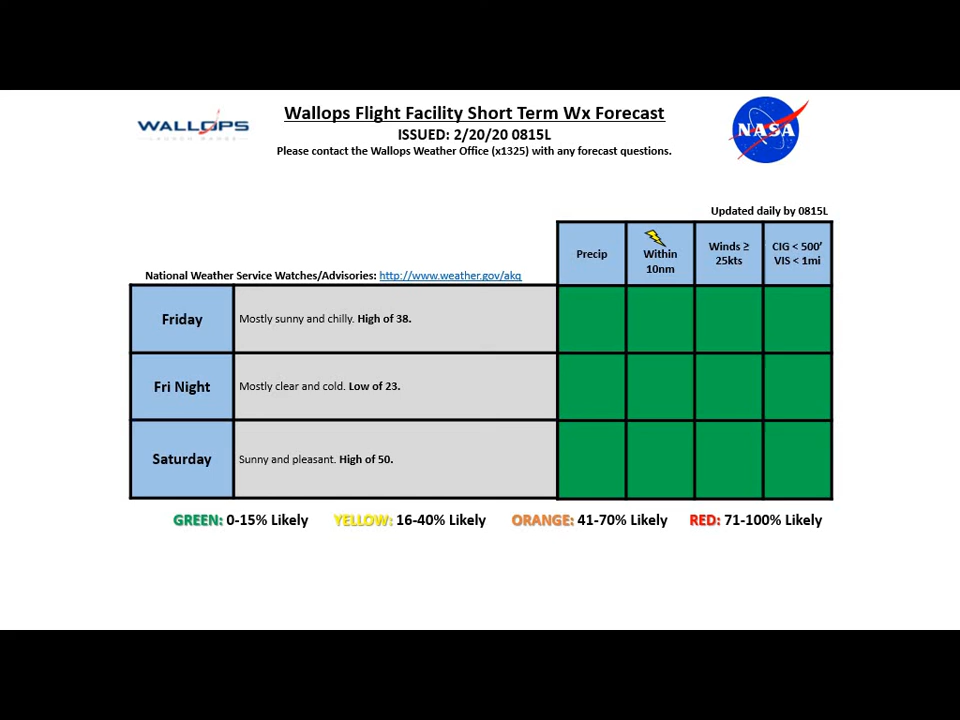 WALLOPS
Wallops Flight Facility Short Term Wx Forecast
ISSUED: 2/20/20 0815L
Please contact the Wallops Weather Office (x1325) with any forecast questions.
NASA
Updated daily by 0815L
National Weather Service Watches/Advisories: http://www.weather.gov/akq
Precip
Within
10nm
Winds ≥
25kts
CIG < 500’
VIS < 1mi
Friday
Mostly sunny and chilly. High of 38.
Fri Night
Mostly clear and cold. Low of 23.
Saturday
Sunny and pleasant. High of 50.
GREEN: 0-15% Likely YELLOW: 16-40% Likely ORANGE: 41-70% Likely RED: 71-100% Likely